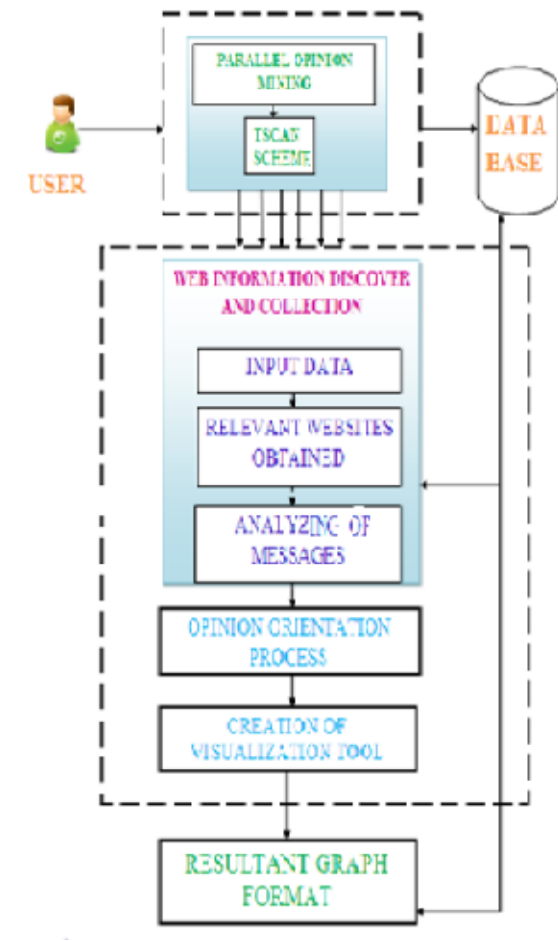 PARALLEL OPINION
MINING
TSCAN
SCHEME
USER
DATA
BASE
WEB INFORMATION DISCOVER
AND COLLECTION
INPUT DATA
RELEVANT WEBSITES
OBTAINED
ANALYZING OF
MESSAGES
OPINION ORIENTATION
PROCESS
CREATION OF
VISUALIZATION TOOL
RESULTANT GRAPH
FORMAT